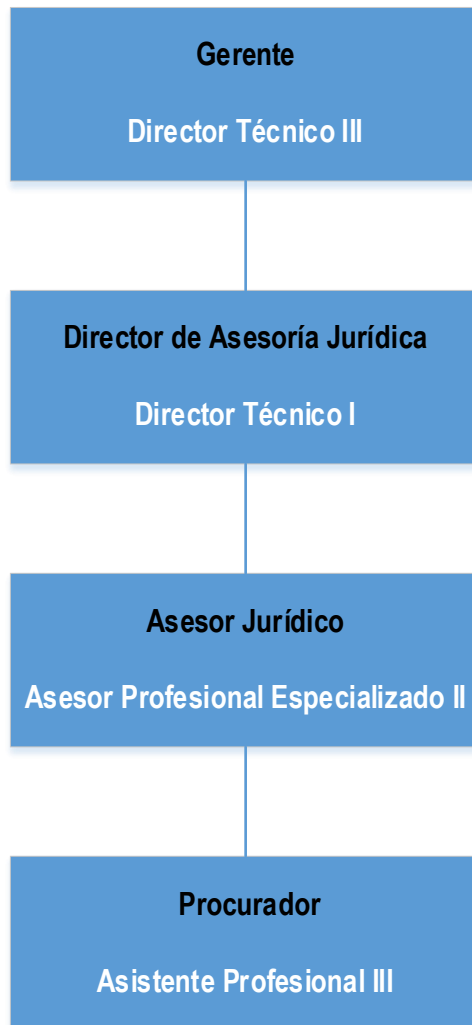 Gerente
Director Técnico III
Director de Asesoría Jurídica
Director Técnico I
Asesor Jurídico
Asesor Profesional Especializado II
Procurador
Asistente Profesional III